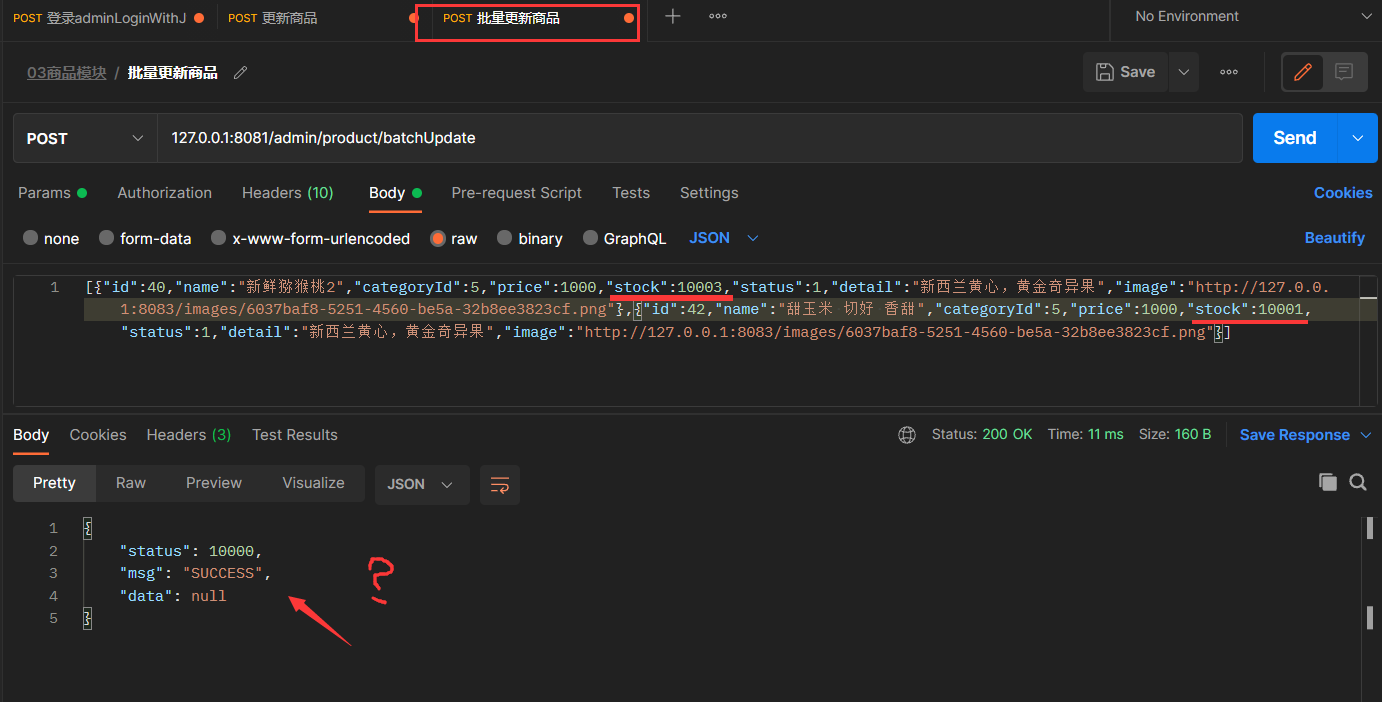 POST 登录adminLoginWithJ POST 更新商品 POST 批量更新商品 No Environment
03商品模块 / 批量更新商品 Save
POST 127.0.0.1:8081/admin/product/batchUpdate Send
Params Authorization Headers (10) Body Pre-request Script Tests Settings Cookies
none form-data x-www-form-urlencoded raw binary GraphQL JSON Beautify
1 [{"id":40,"name":"新鲜猕猴桃2","categoryId":5,"price":1000,"stock":10003,"status":1,"detail":"新西兰黄心，黄金奇异果","image":"http://127.0.0.
1:8083/images/6037baf8-5251-4560-be5a-32b8ee3823cf.png"},{"id":42,"name":"甜玉米 切好 香甜","categoryId":5,"price":1000,"stock":10001,
"status":1,"detail":"新西兰黄心，黄金奇异果","image":"http://127.0.0.1:8083/images/6037baf8-5251-4560-be5a-32b8ee3823cf.png"}]
Body Cookies Headers (3) Test Results Status: 200 OK Time: 11 ms Size: 160 B Save Response
Pretty Raw Preview Visualize JSON
1 {
2 "status": 10000,
3 "msg": "SUCCESS",
4 "data": null
5 }
?